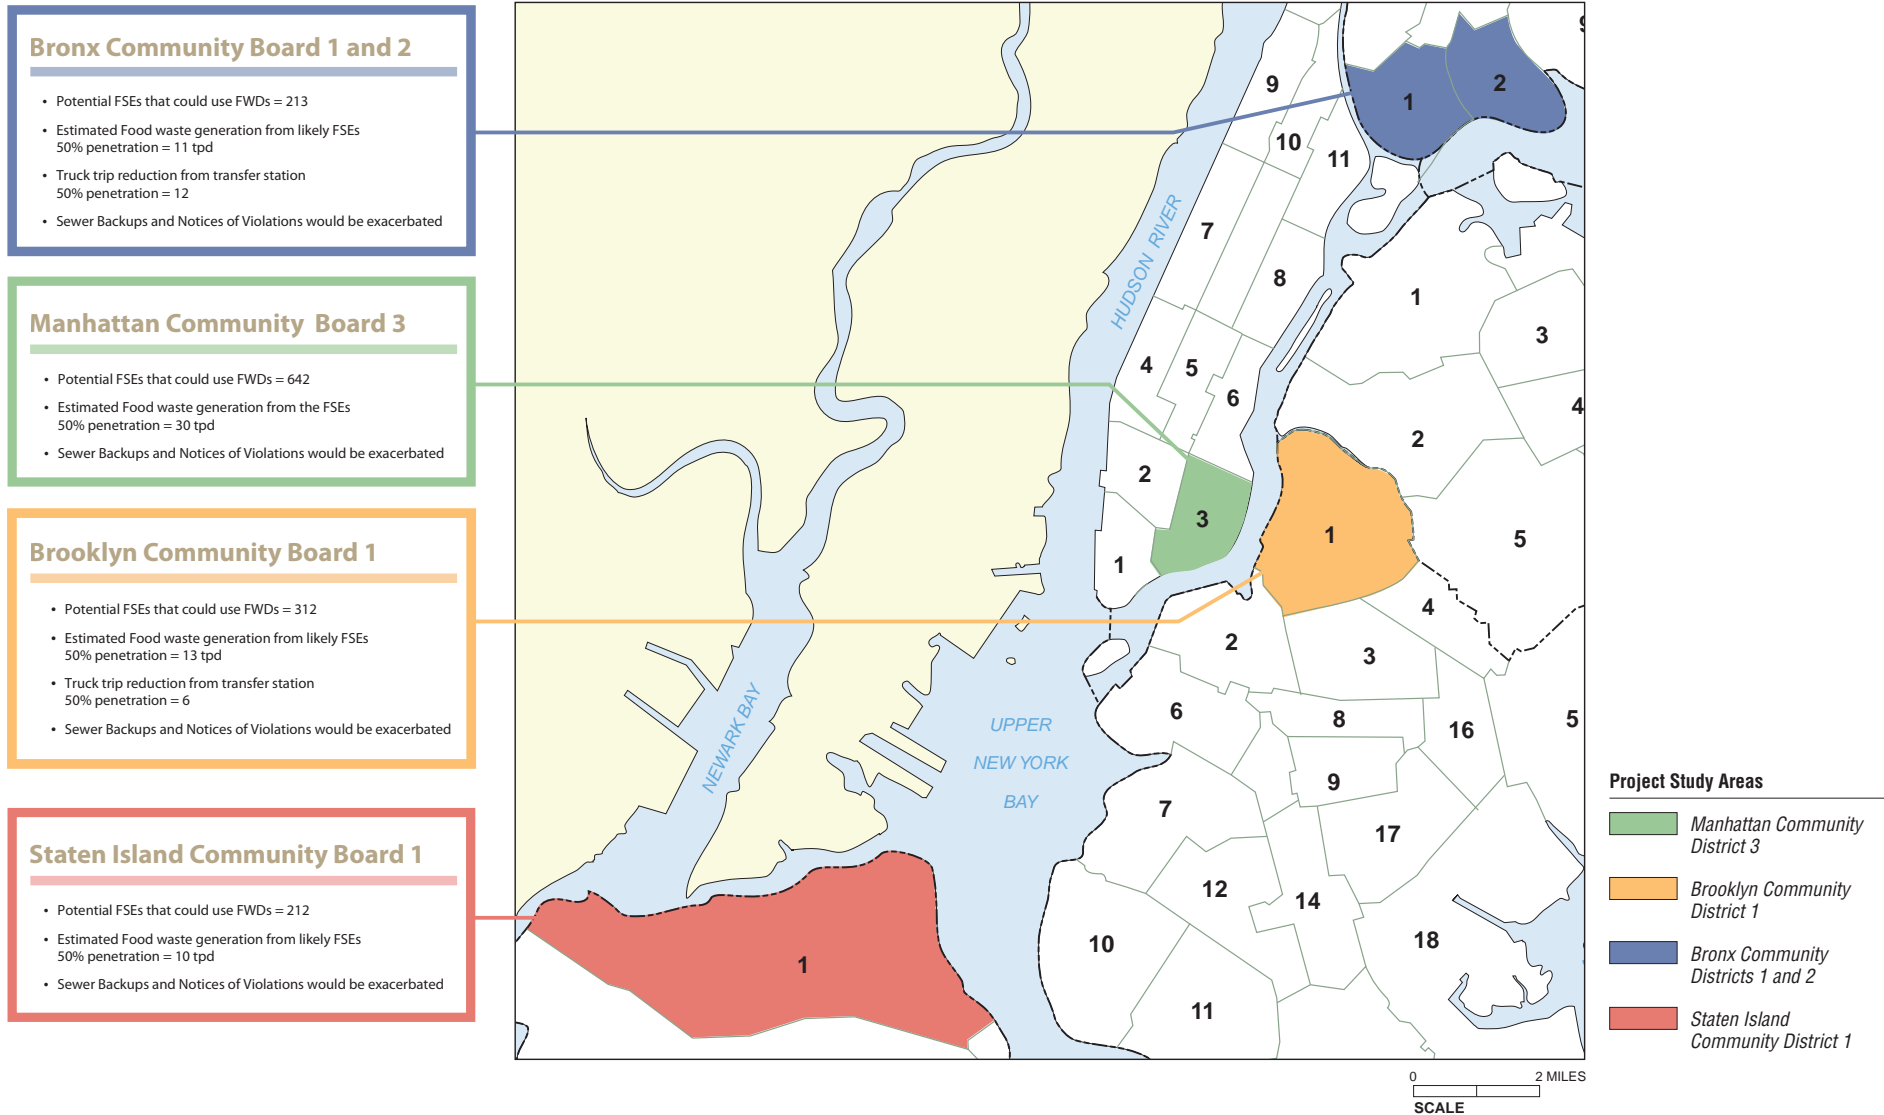 Bronx Community Board 1 and 2
• Potential FSEs that could use FWDs = 213
• Estimated Food waste generation from likely FSEs
50% penetration = 11 tpd
• Truck trip reduction from transfer station
50% penetration = 12
• Sewer Backups and Notices of Violations would be exacerbated
Manhattan Community Board 3
• Potential FSEs that could use FWDs = 642
• Estimated Food waste generation from the FSEs
50% penetration = 30 tpd
• Sewer Backups and Notices of Violations would be exacerbated
Brooklyn Community Board 1
• Potential FSEs that could use FWDs = 312
• Estimated Food waste generation from likely FSEs
50% penetration = 13 tpd
• Truck trip reduction from transfer station
50% penetration = 6
• Sewer Backups and Notices of Violations would be exacerbated
Staten Island Community Board 1
• Potential FSEs that could use FWDs = 212
• Estimated Food waste generation from likely FSEs
50% penetration = 10 tpd
• Sewer Backups and Notices of Violations would be exacerbated
9
10
11
7
8
4
5
6
2
3
1
HUDSON RIVER
1
2
1
3
4
2
5
1
4
2
3
6
8
16
5
9
7
17
12
14
10
18
11
NEWARK BAY
UPPER
NEW YORK
BAY
1
Project Study Areas
Manhattan Community
District 3
Brooklyn Community
District 1
Bronx Community
Districts 1 and 2
Staten Island
Community District 1
0
2 MILES
SCALE